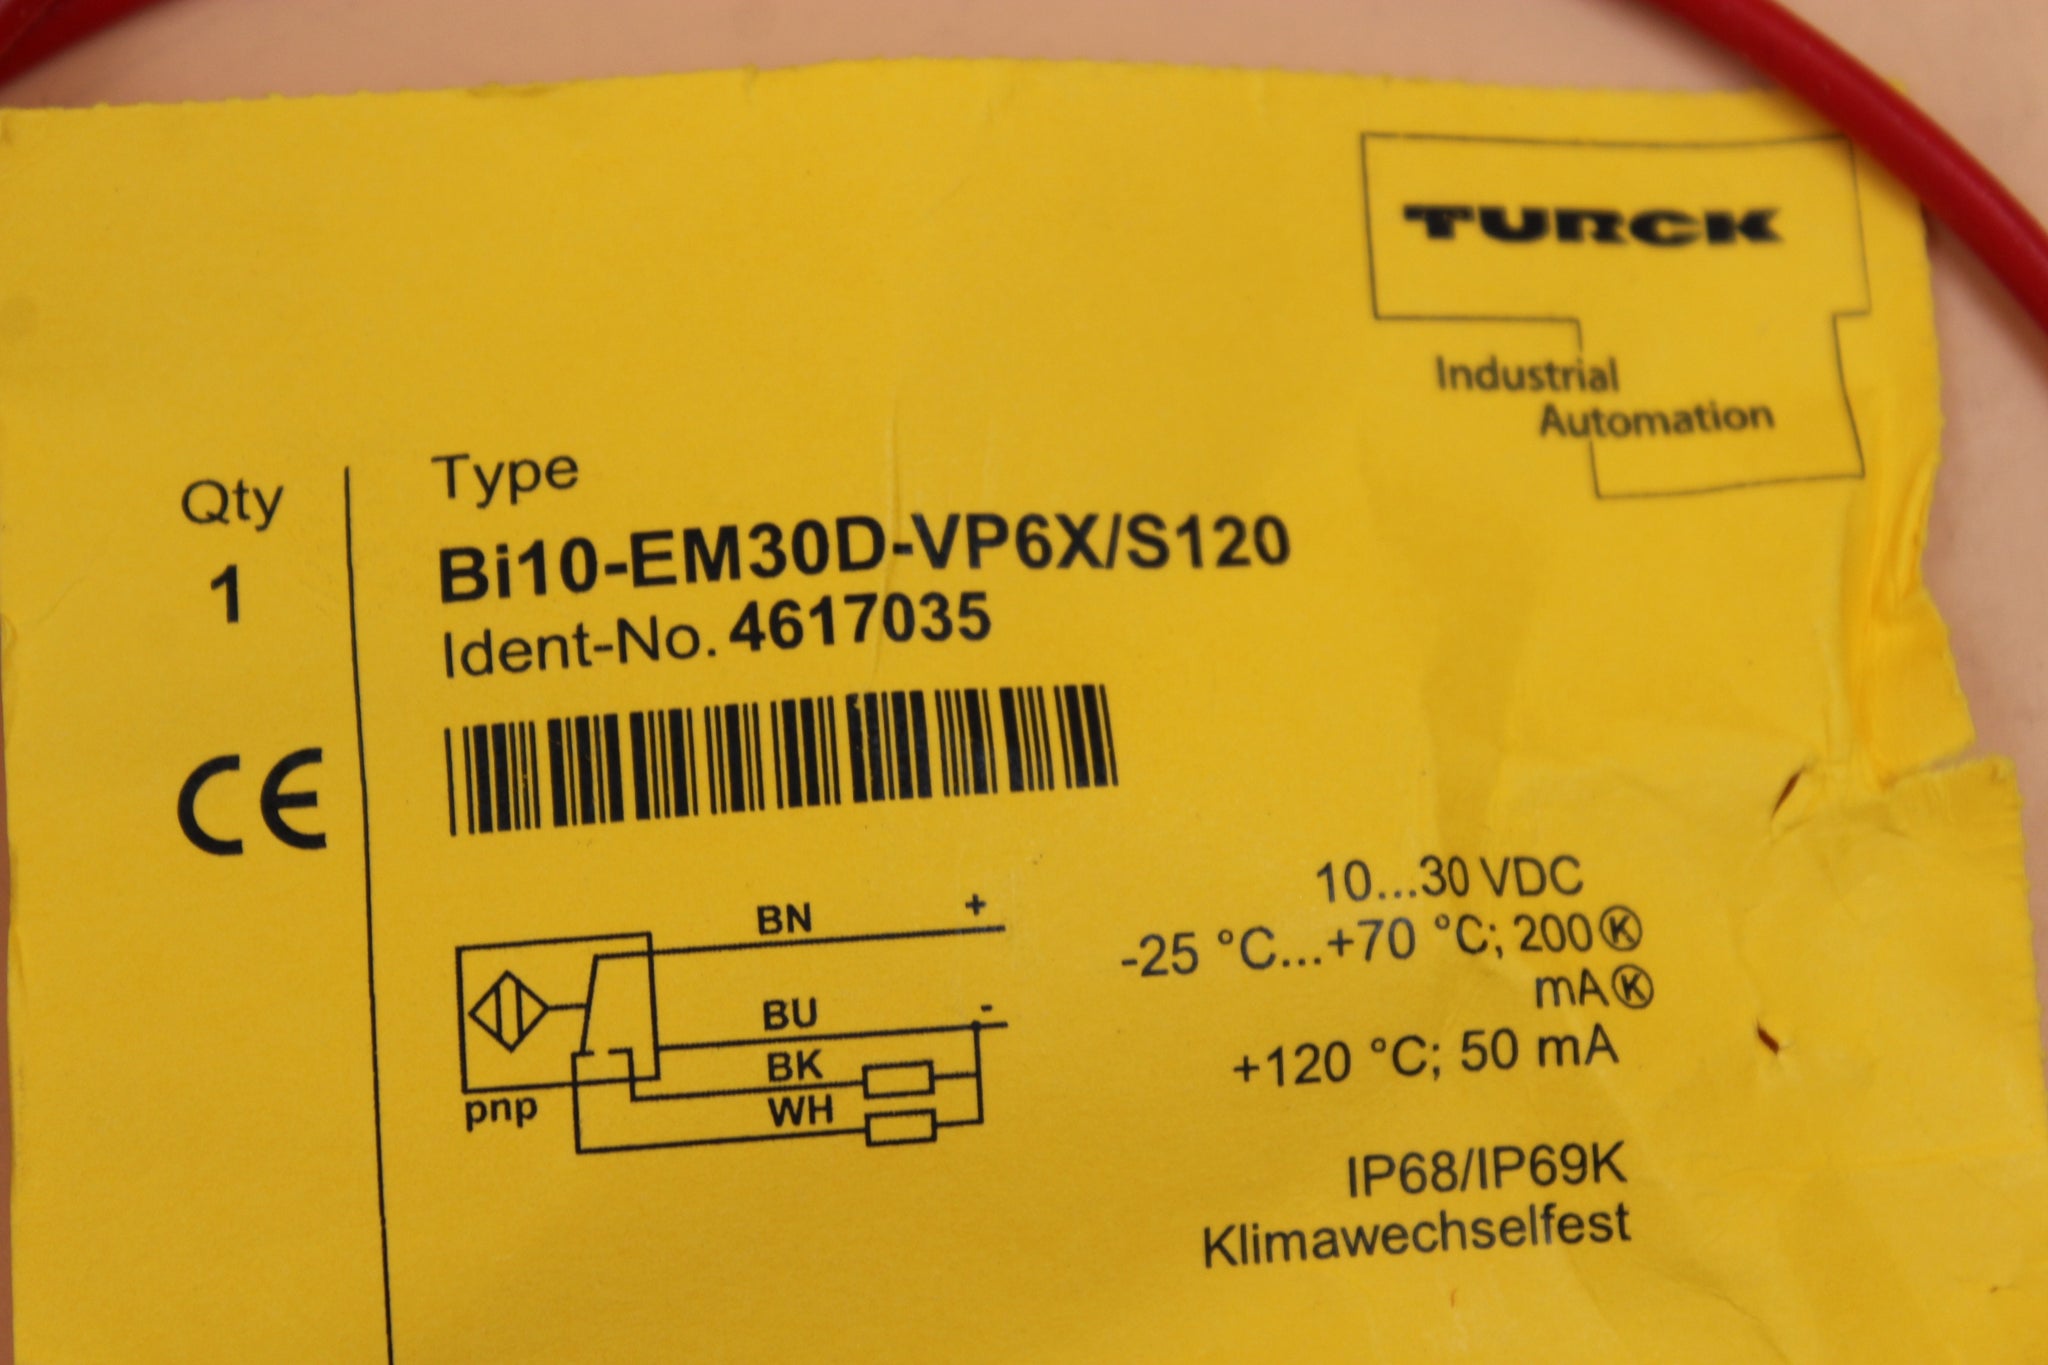 TURCK
Industrial
Automation
Qty
1
Type
Bi10-EM30D-VP6X/S120
Ident-No. 4617035
CE
BN +
BU -
BK
WH
pnp
10...30 VDC
-25 °C...+70 °C; 200 Ⓚ
mA Ⓚ
+120 °C; 50 mA
IP68/IP69K
Klimawechselfest